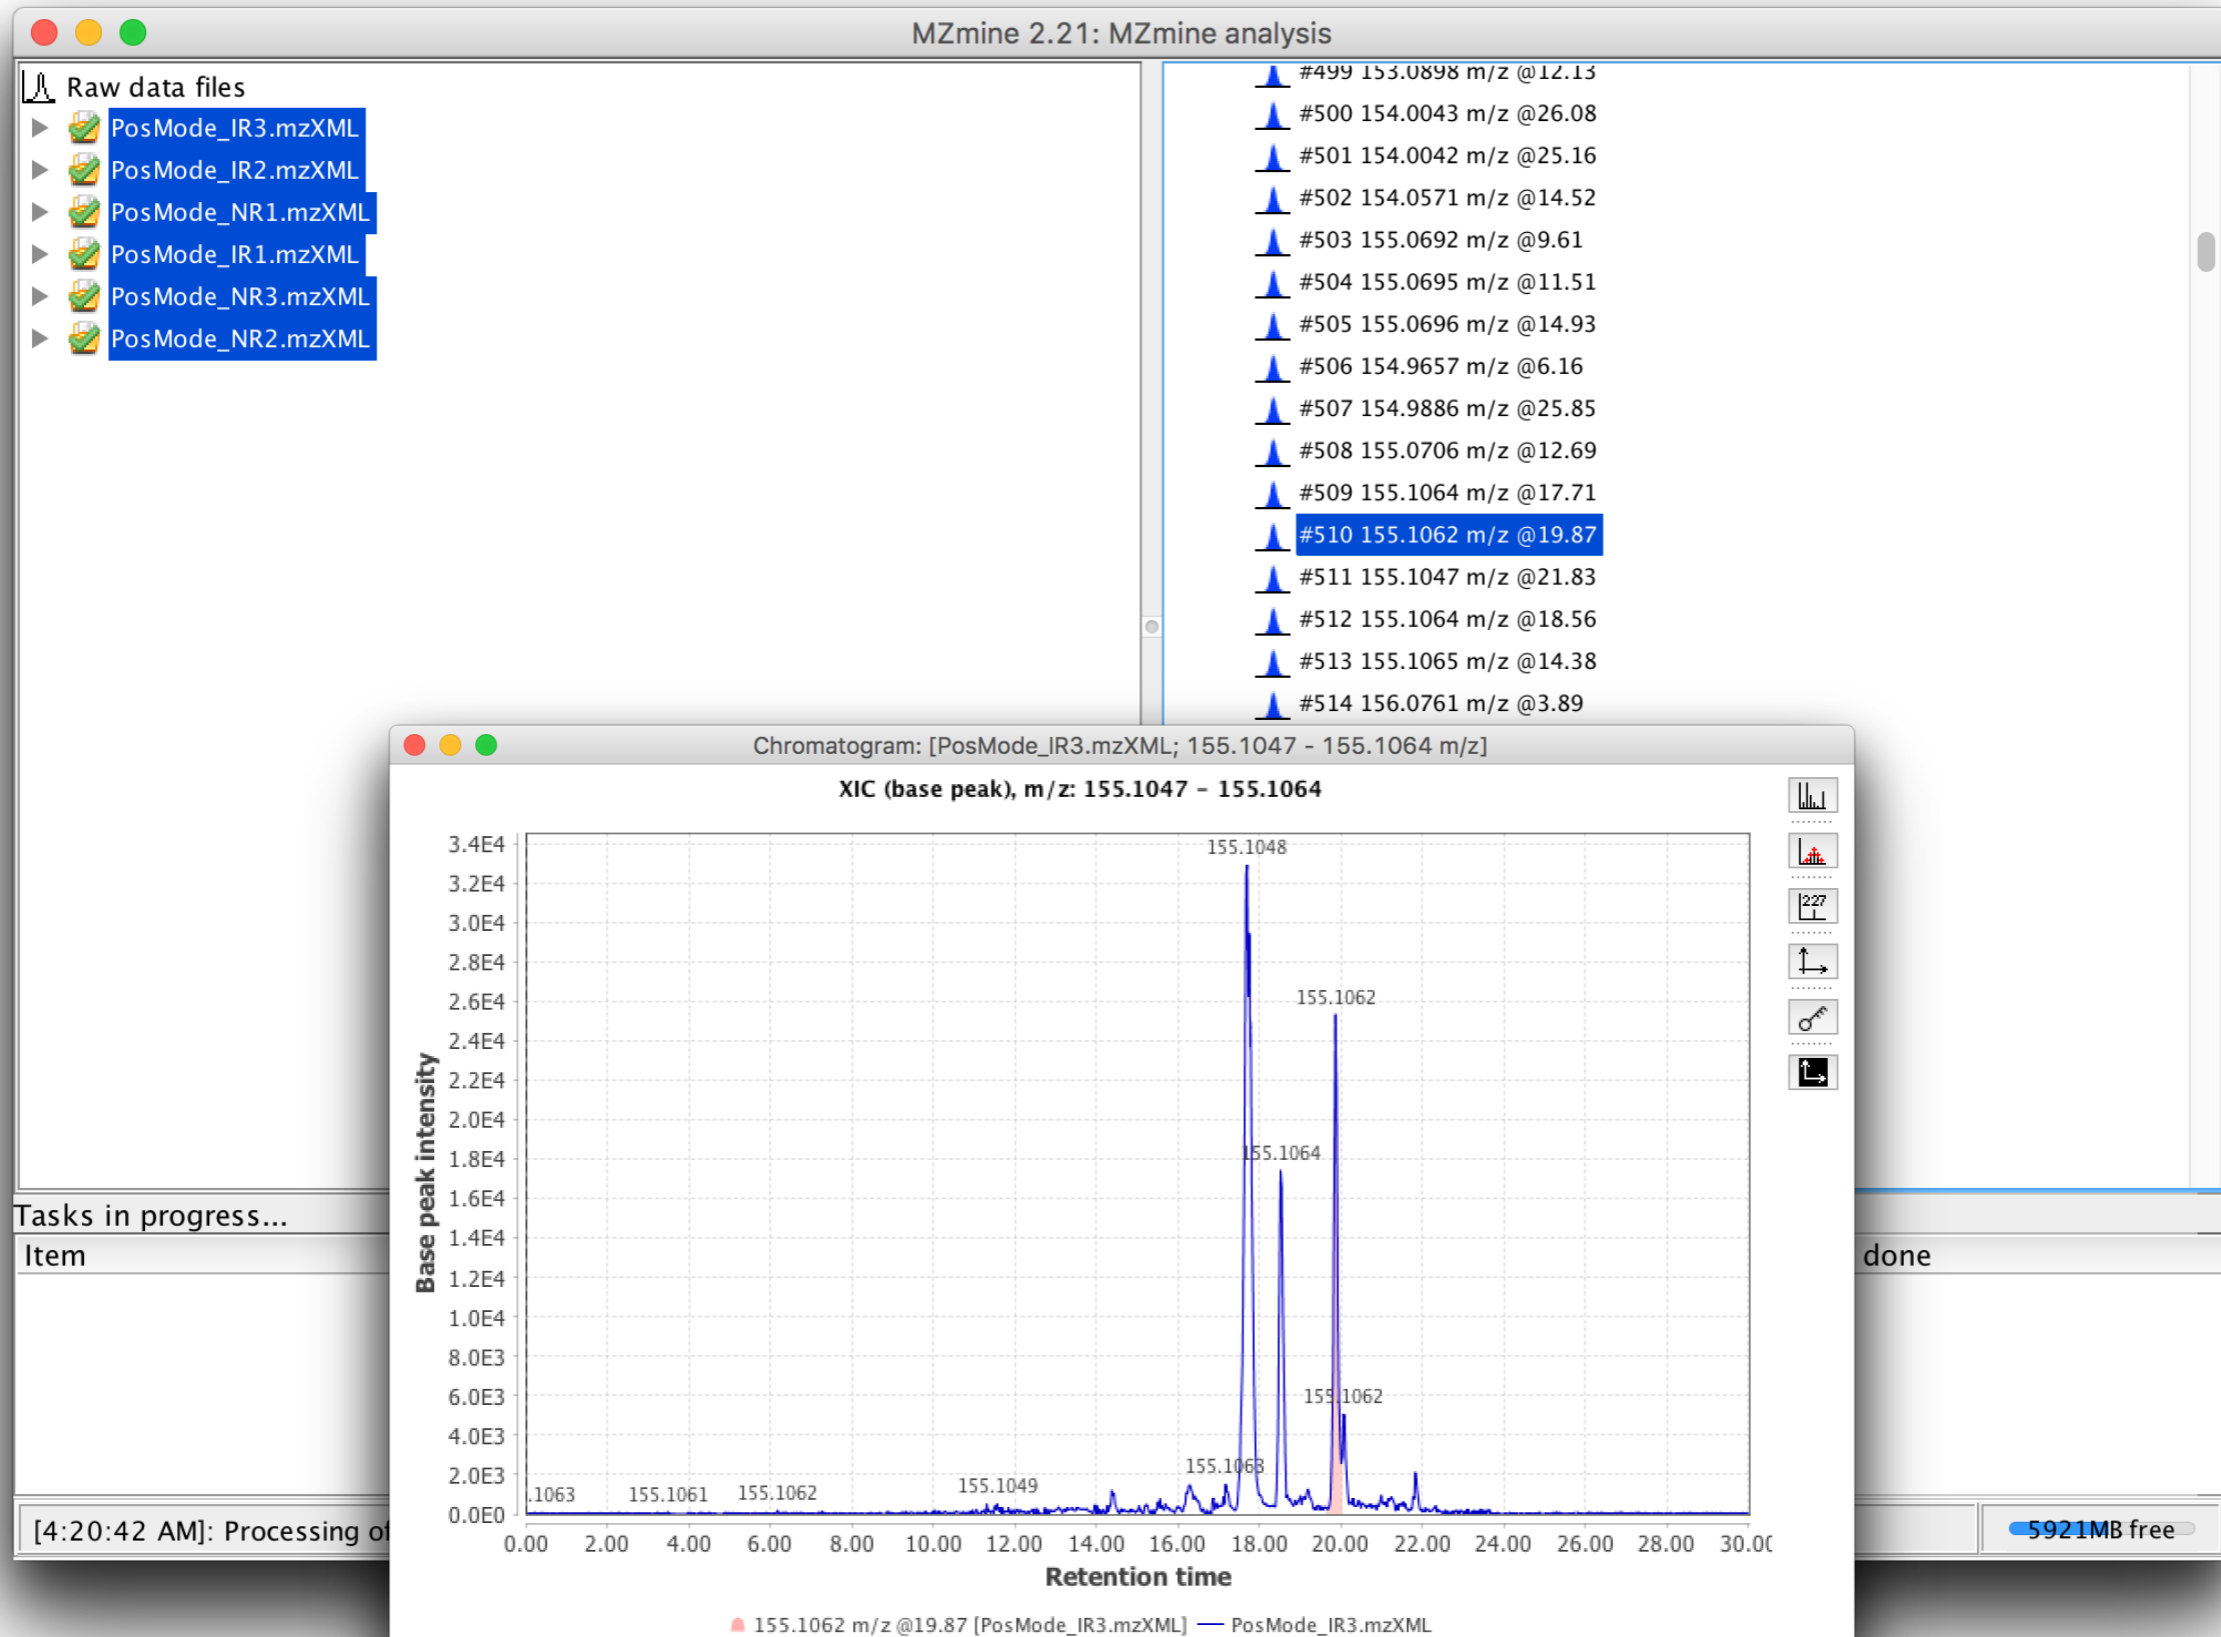 MZmine 2.21: MZmine analysis
Raw data files
PosMode_IR3.mzXML
PosMode_IR2.mzXML
PosMode_NR1.mzXML
PosMode_IR1.mzXML
PosMode_NR3.mzXML
PosMode_NR2.mzXML
#499 153.0898 m/z @12.13
#500 154.0043 m/z @26.08
#501 154.0042 m/z @25.16
#502 154.0571 m/z @14.52
#503 155.0692 m/z @9.61
#504 155.0695 m/z @11.51
#505 155.0696 m/z @14.93
#506 154.9657 m/z @6.16
#507 154.9886 m/z @25.85
#508 155.0706 m/z @12.69
#509 155.1064 m/z @17.71
#510 155.1062 m/z @19.87
#511 155.1047 m/z @21.83
#512 155.1064 m/z @18.56
#513 155.1065 m/z @14.38
#514 156.0761 m/z @3.89
Chromatogram: [PosMode_IR3.mzXML; 155.1047 - 155.1064 m/z]
XIC (base peak), m/z: 155.1047 - 155.1064
227
Base peak intensity
3.4E4
3.2E4
3.0E4
2.8E4
2.6E4
2.4E4
2.2E4
2.0E4
1.8E4
1.6E4
1.4E4
1.2E4
1.0E4
8.0E3
6.0E3
4.0E3
2.0E3
0.0E0
155.1048
155.1062
155.1064
155.1062
155.1063
155.1049
.1063
155.1061
155.1062
0.00 2.00 4.00 6.00 8.00 10.00 12.00 14.00 16.00 18.00 20.00 22.00 24.00 26.00 28.00 30.00
Retention time
155.1062 m/z @19.87 [PosMode_IR3.mzXML] — PosMode_IR3.mzXML
Tasks in progress...
Item
done
[4:20:42 AM]: Processing of
5921MB free